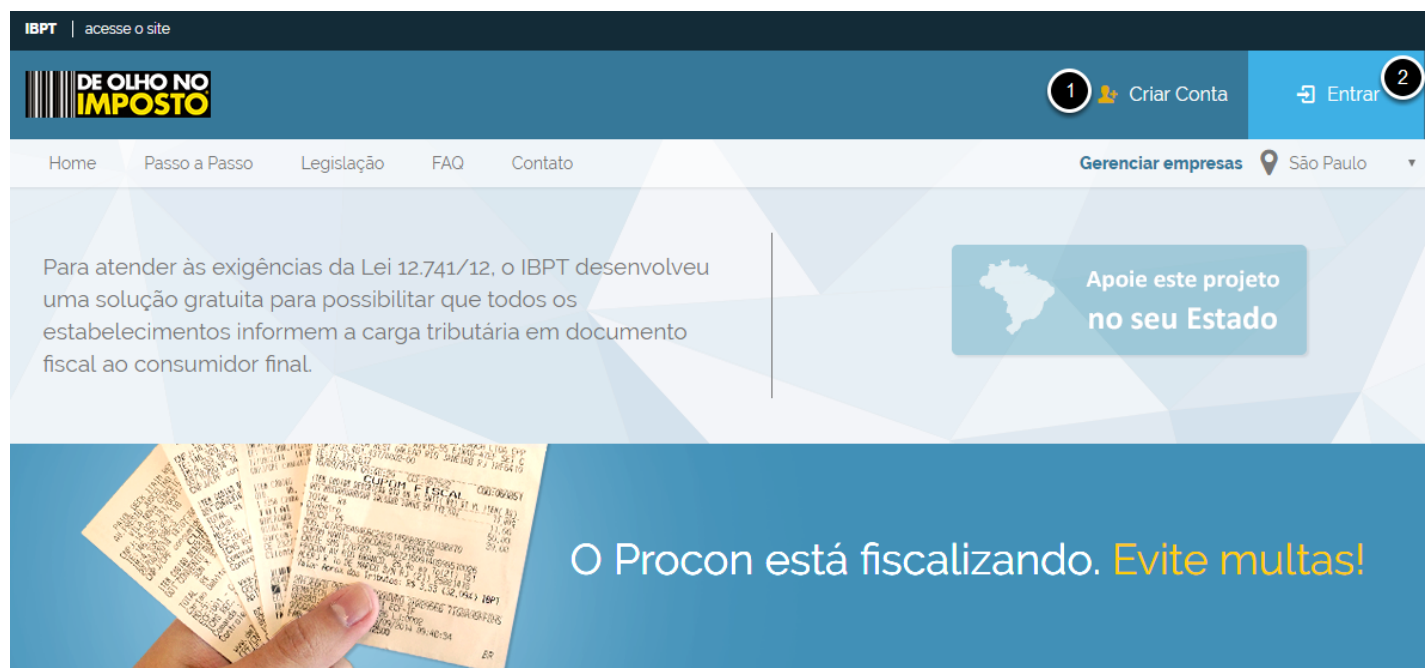 IBPT | acesse o site
DE OLHO NO
IMPOSTO
1 Criar Conta
Entrar 2
Home Passo a Passo Legislação FAQ Contato
Gerenciar empresas São Paulo
Para atender às exigências da Lei 12.741/12, o IBPT desenvolveu
uma solução gratuita para possibilitar que todos os
estabelecimentos informem a carga tributária em documento
fiscal ao consumidor final.
Apoie este projeto
no seu Estado
CUPOM FISCAL
O Procon está fiscalizando. Evite multas!